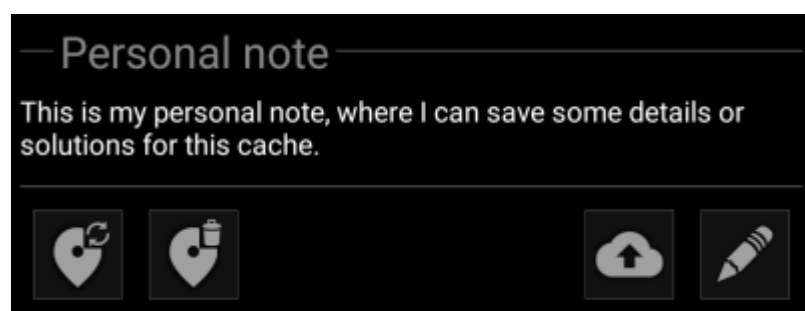 Personal note
This is my personal note, where I can save some details or
solutions for this cache.